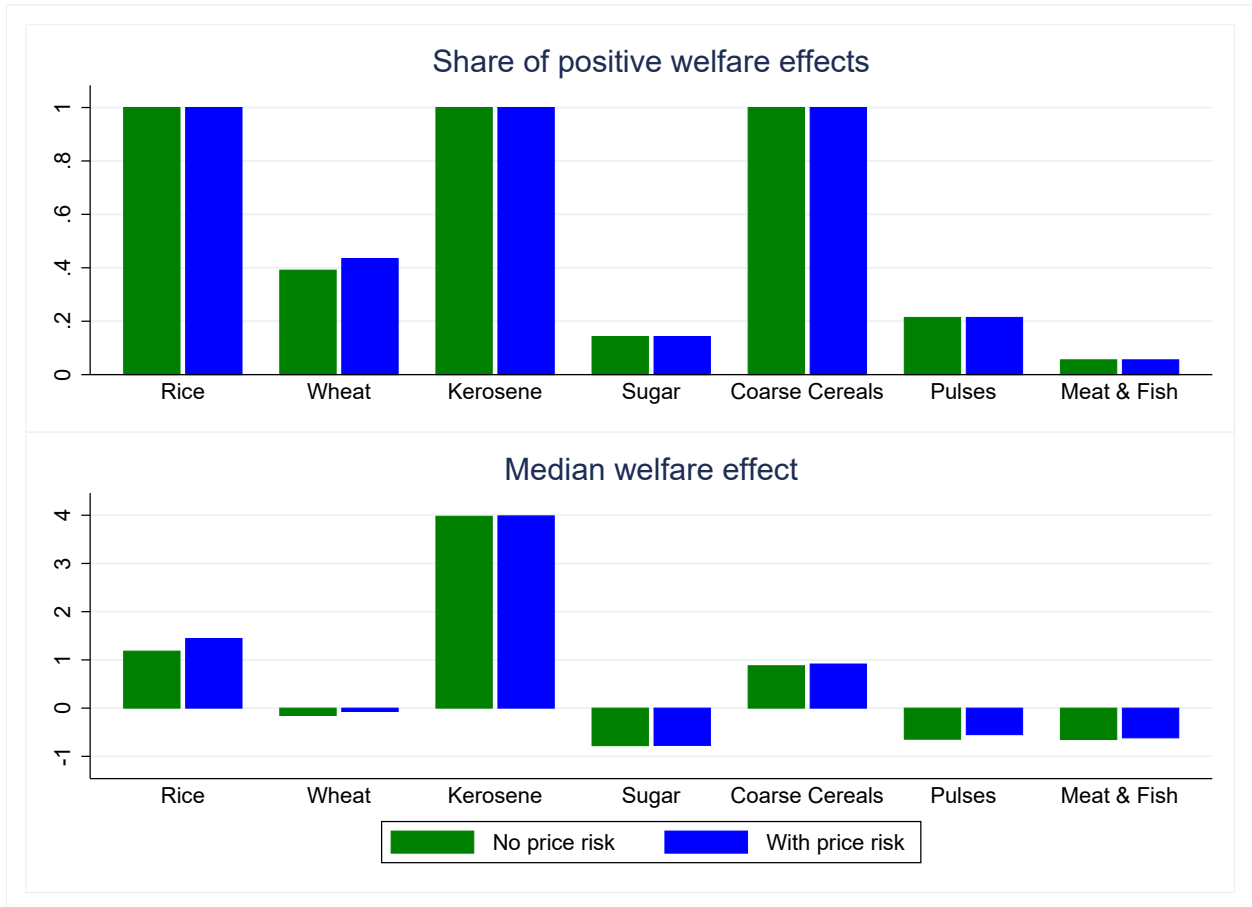 Share of positive welfare effects
1
.8
.6
.4
.2
0
Rice Wheat Kerosene Sugar Coarse Cereals Pulses Meat & Fish
Median welfare effect
4
3
2
1
0
-1
Rice Wheat Kerosene Sugar Coarse Cereals Pulses Meat & Fish
No price risk With price risk